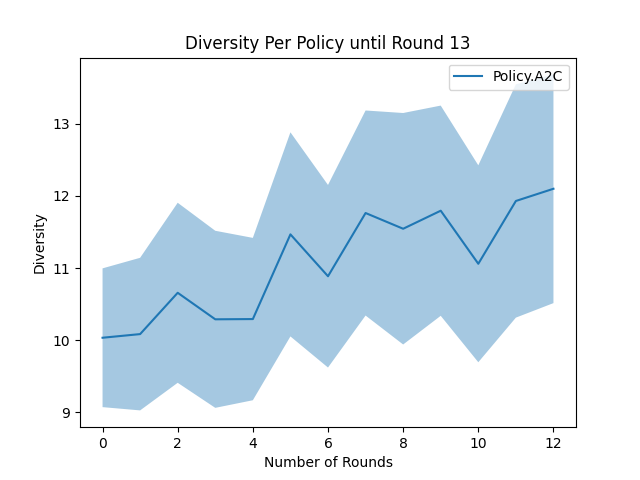 Diversity Per Policy until Round 13
Policy.A2C
13
12
11
10
9
Diversity
0 2 4 6 8 10 12
Number of Rounds